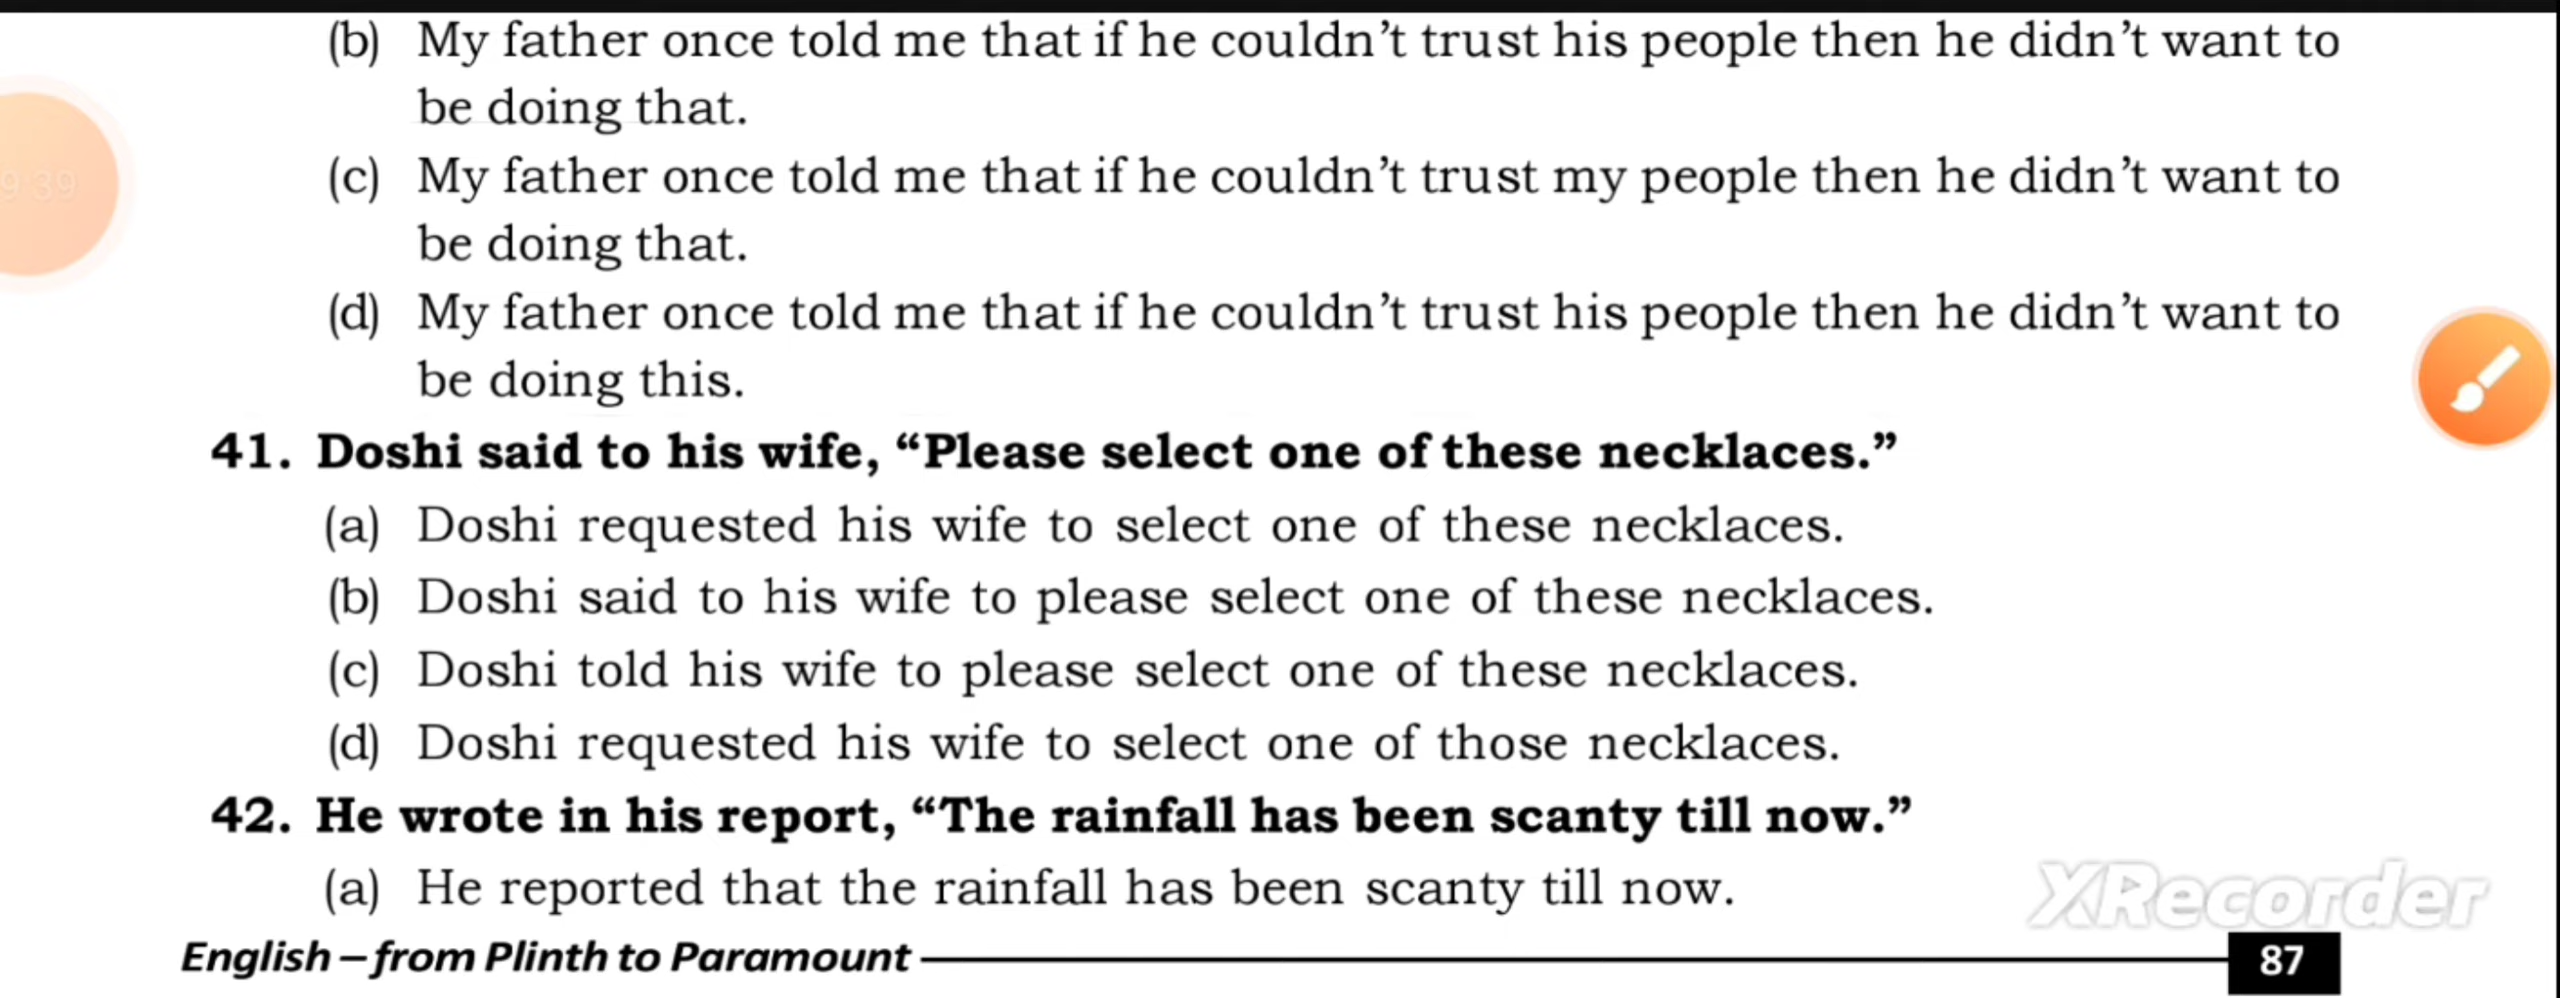 (b) My father once told me that if he couldn’t trust his people then he didn’t want to
be doing that.
(c) My father once told me that if he couldn’t trust my people then he didn’t want to
be doing that.
9:39
(d) My father once told me that if he couldn’t trust his people then he didn’t want to
be doing this.
41. Doshi said to his wife, “Please select one of these necklaces.”
(a) Doshi requested his wife to select one of these necklaces.
(b) Doshi said to his wife to please select one of these necklaces.
(c) Doshi told his wife to please select one of these necklaces.
(d) Doshi requested his wife to select one of those necklaces.
42. He wrote in his report, “The rainfall has been scanty till now.”
(a) He reported that the rainfall has been scanty till now.
XRecorder
English – from Plinth to Paramount
87